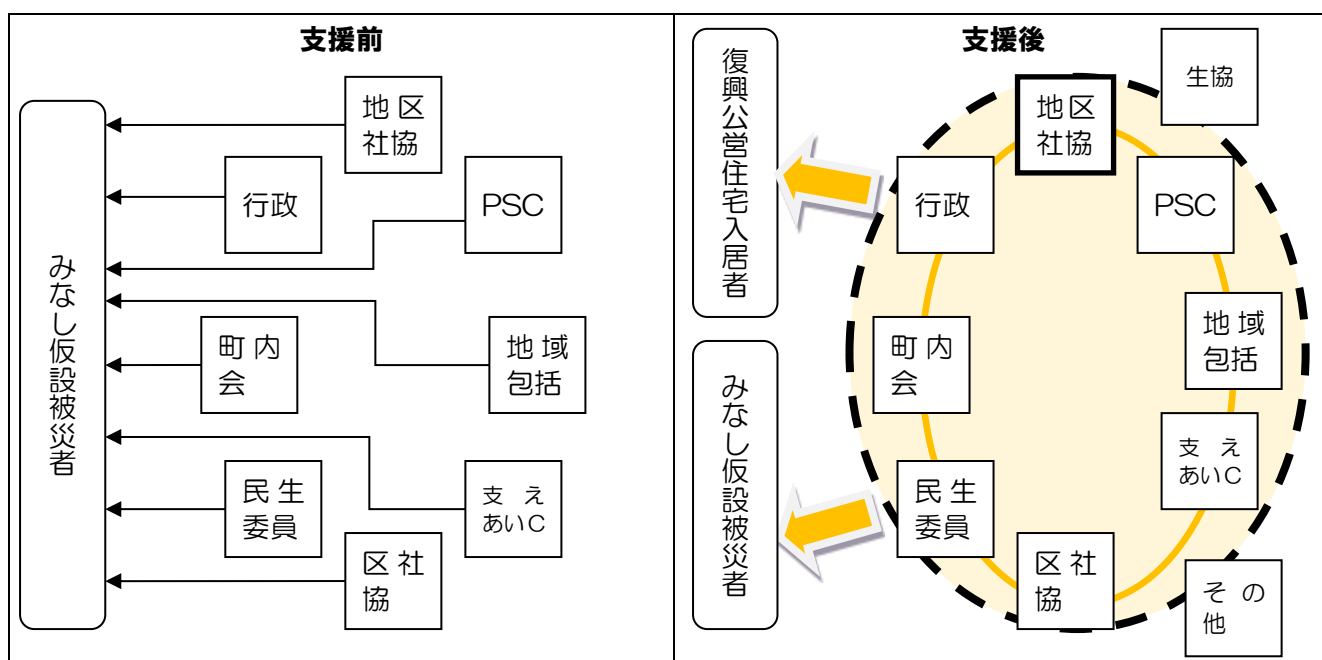 支援前
みなし仮設被災者
地区
社協
行政
PSC
町内
会
地域
包括
民生
委員
支え
あいC
区社
協
支援後
復興公営住宅入居者
みなし仮設被災者
生協
地区
社協
行政
PSC
町内
会
地域
包括
支え
あいC
民生
委員
区社
協
その
他